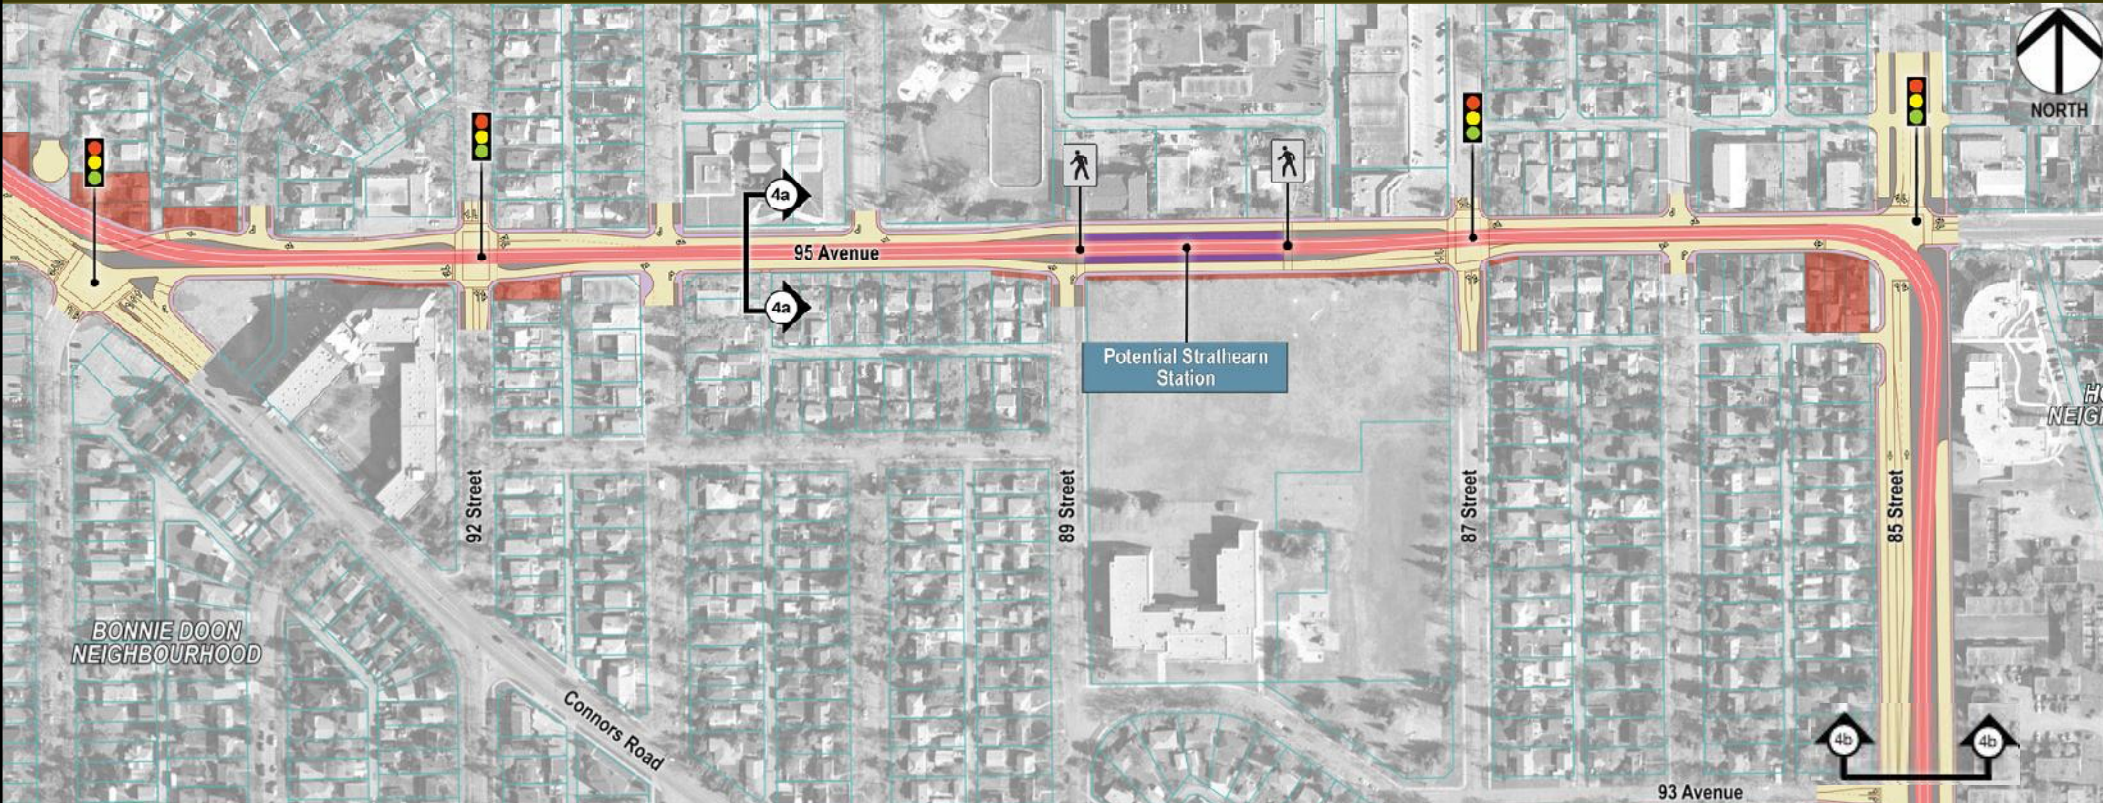 NORTH
4a
95 Avenue
4a
Potential Strathearn
Station
92 Street
89 Street
87 Street
85 Street
BONNIE DOON
NEIGHBOURHOOD
Connors Road
4b
4b
93 Avenue